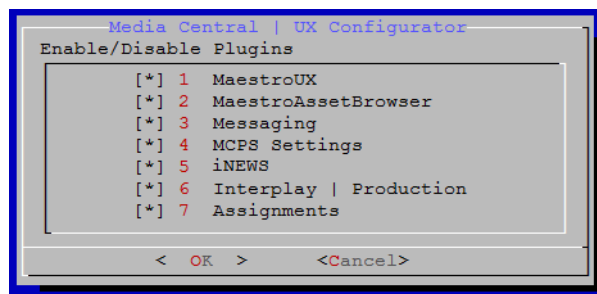 Media Central | UX Configurator
Enable/Disable Plugins
[*] 1 MaestroUX
[*] 2 MaestroAssetBrowser
[*] 3 Messaging
[*] 4 MCPS Settings
[*] 5 iNEWS
[*] 6 Interplay | Production
[*] 7 Assignments
< OK > <Cancel>